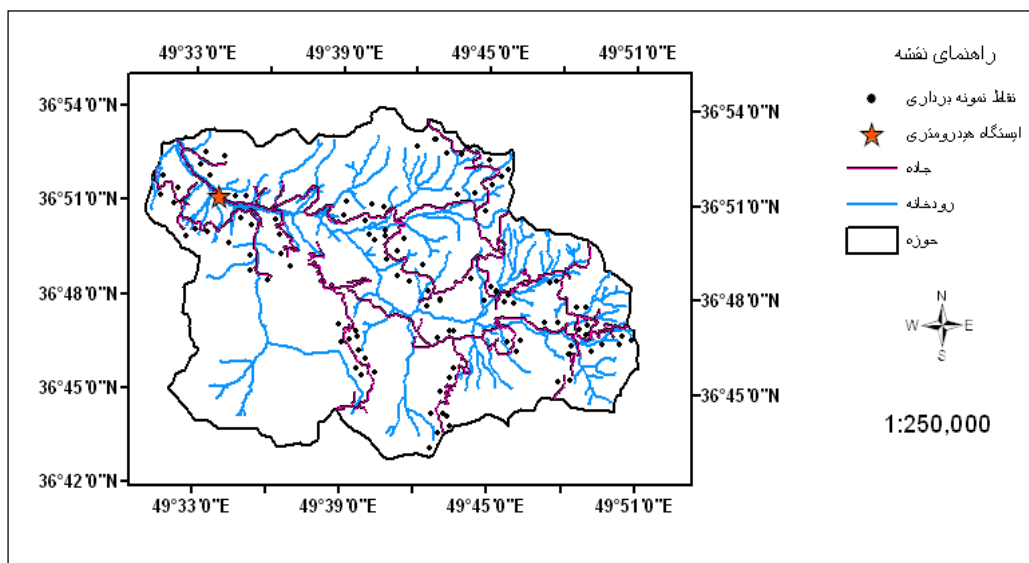 49°33'0"E 49°39'0"E 49°45'0"E 49°51'0"E
36°54'0"N
36°51'0"N
36°48'0"N
36°45'0"N
36°42'0"N
36°54'0"N
36°51'0"N
36°48'0"N
36°45'0"N
49°33'0"E 49°39'0"E 49°45'0"E 49°51'0"E
راهنمای نقشه
نقاط نمونه برداری
ایستگاه هیدرومتری
جاده
رودخانه
حوزه
N
W E
S
1:250,000